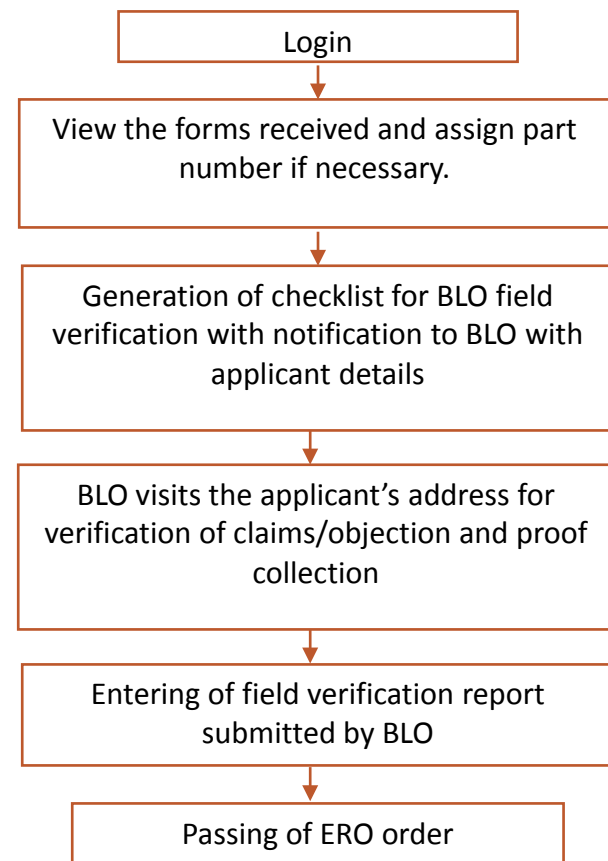 Login
View the forms received and assign part
number if necessary.
Generation of checklist for BLO field
verification with notification to BLO with
applicant details
BLO visits the applicant’s address for
verification of claims/objection and proof
collection
Entering of field verification report
submitted by BLO
Passing of ERO order